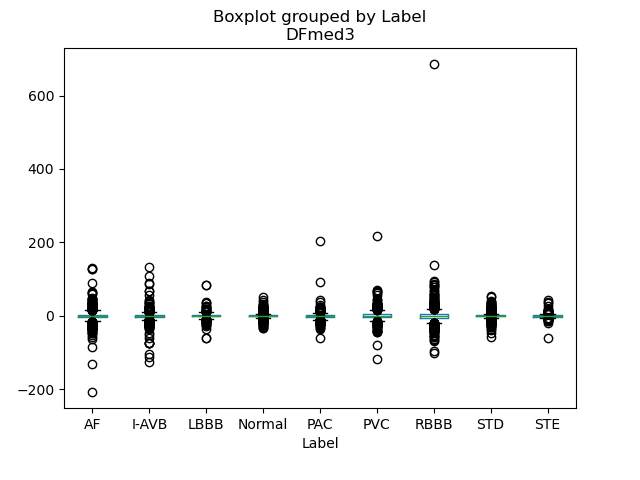 Boxplot grouped by Label
DFmed3
600
400
200
0
−200
AF I-AVB LBBB Normal PAC PVC RBBB STD STE
Label